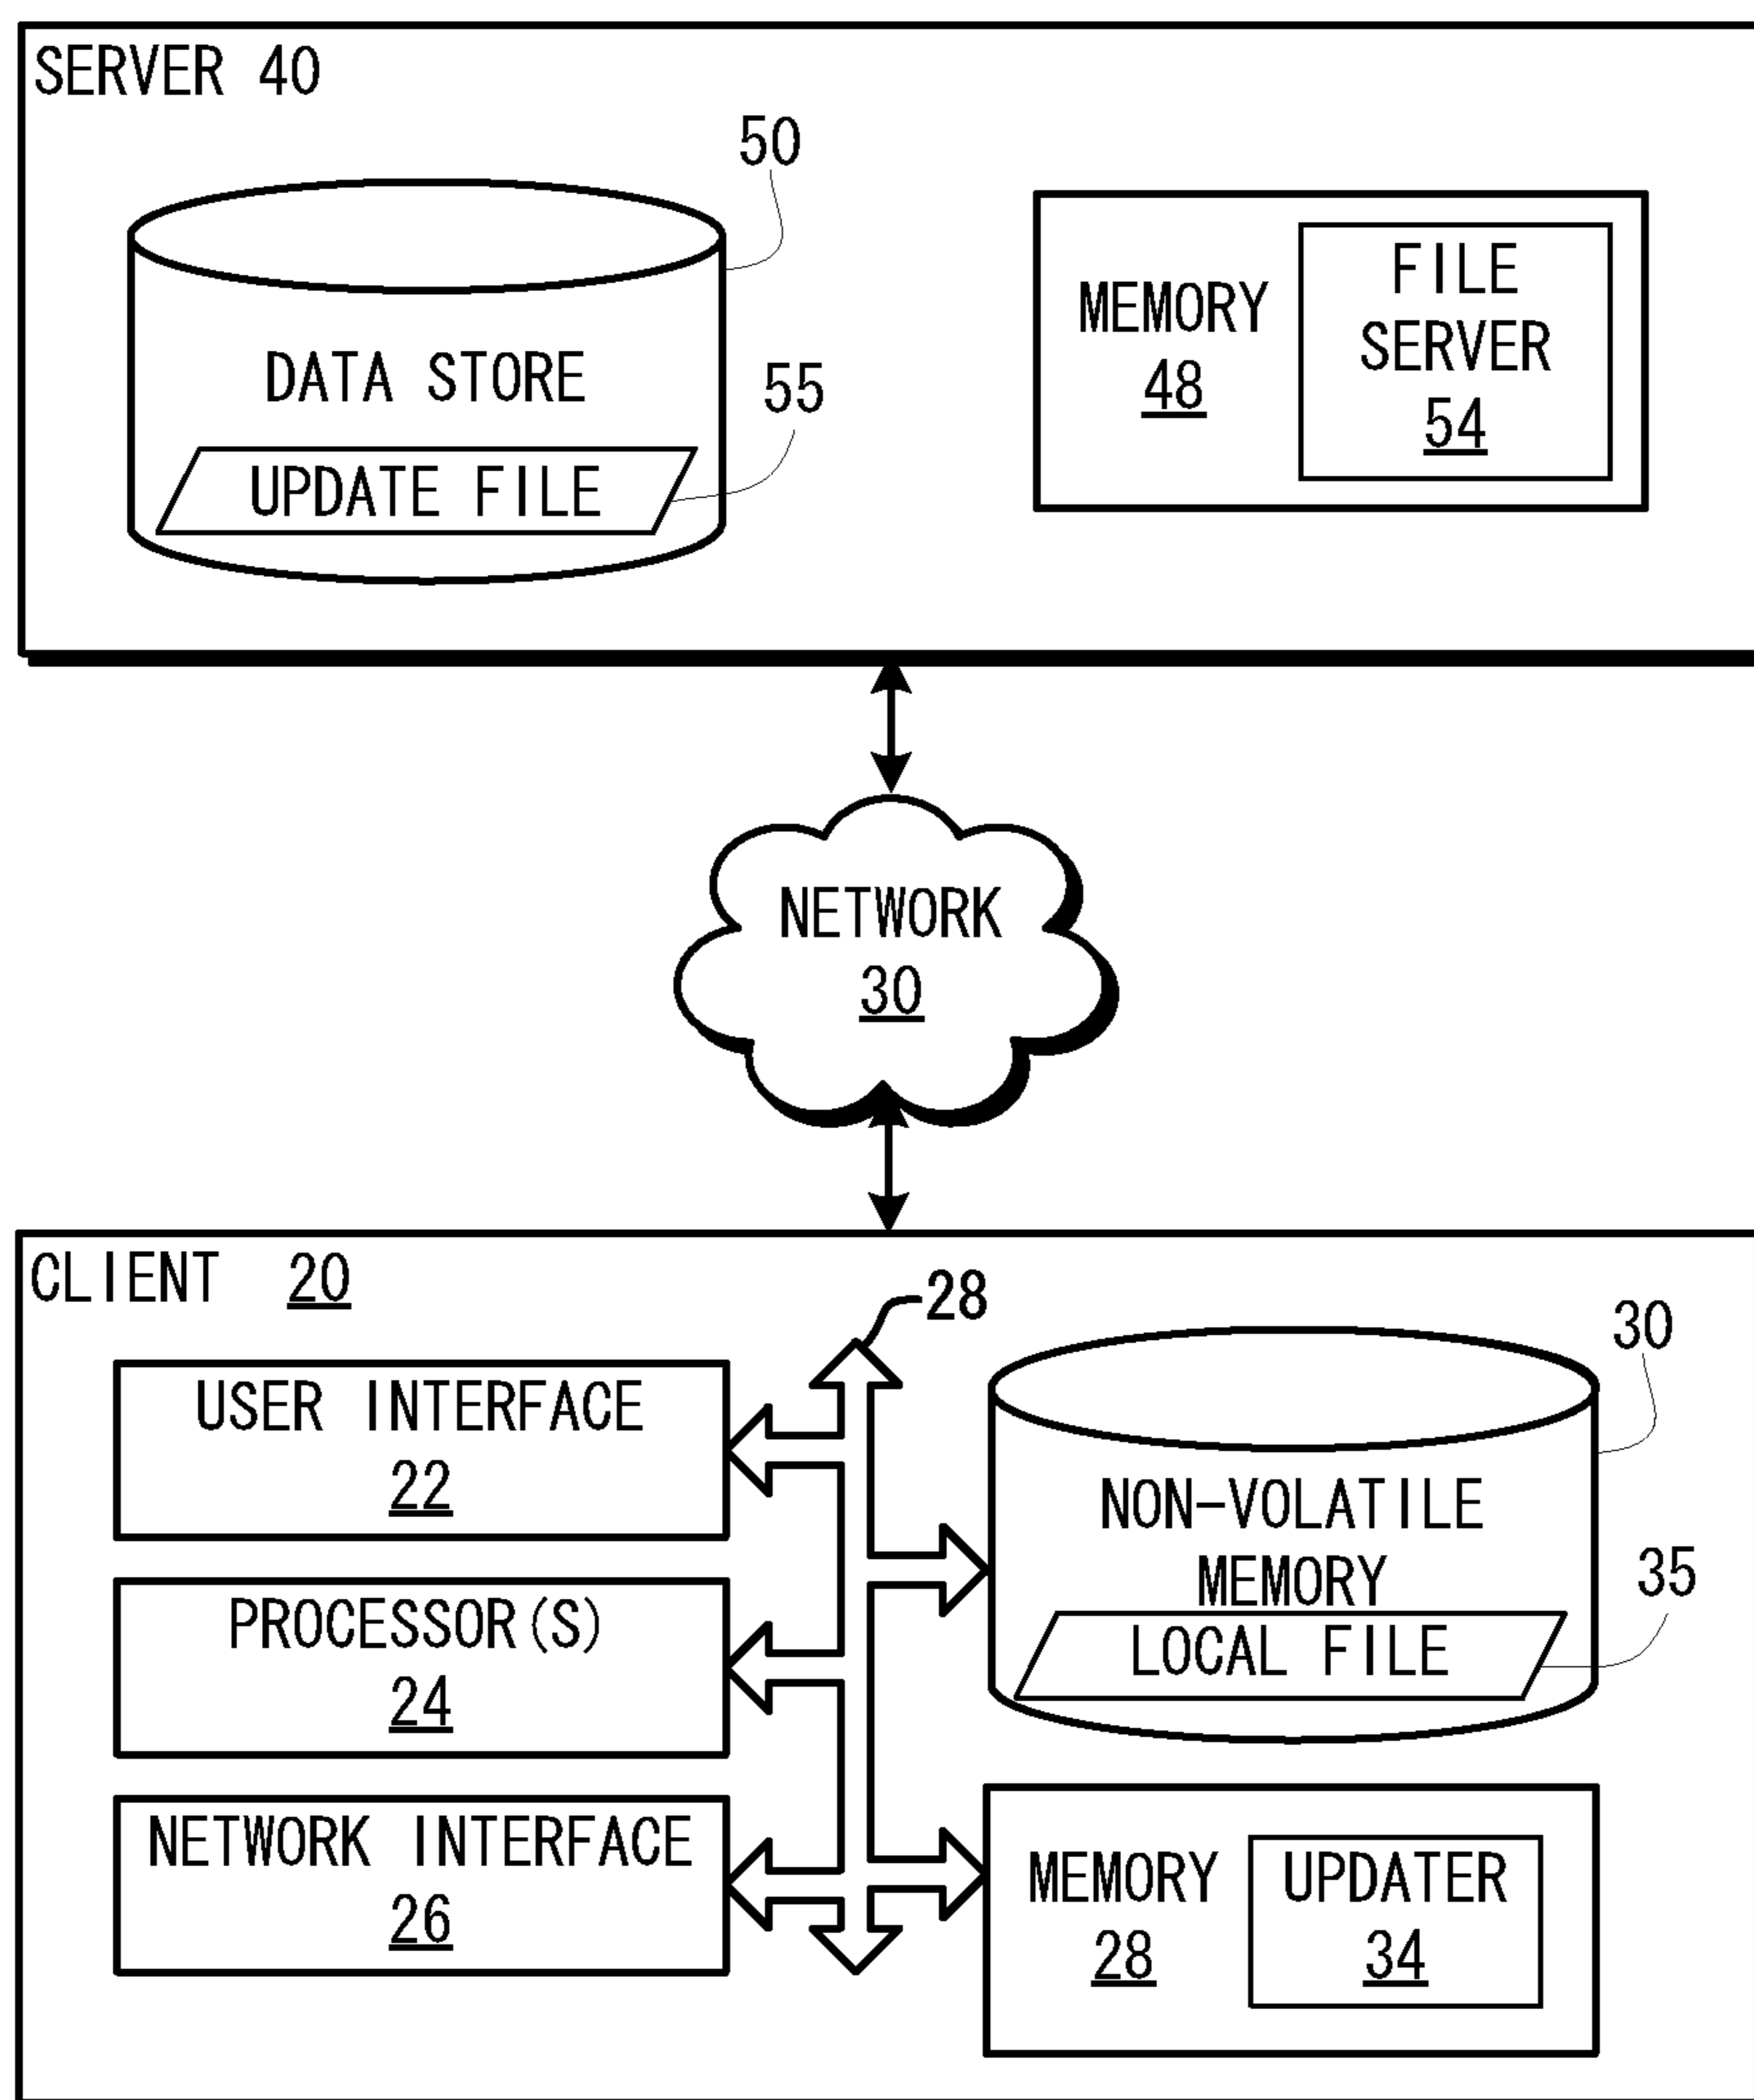 SERVER 40
50
DATA STORE
55
UPDATE FILE
MEMORY
48
FILE
SERVER
54
NETWORK
30
CLIENT 20
28
USER INTERFACE
22
PROCESSOR(S)
24
NETWORK INTERFACE
26
30
NON-VOLATILE
MEMORY
35
LOCAL FILE
MEMORY
28
UPDATER
34